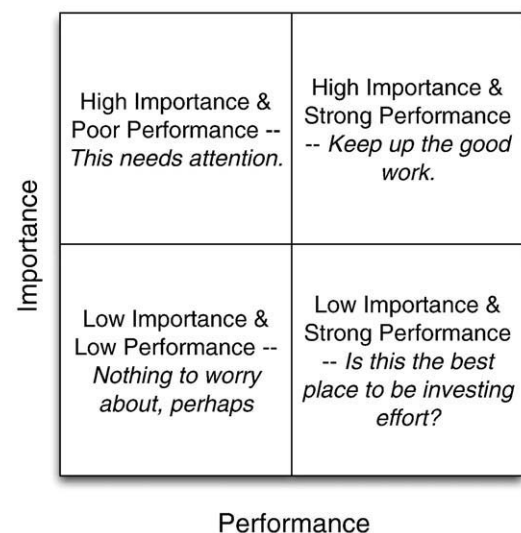 Importance
High Importance &
Poor Performance --
This needs attention.
High Importance &
Strong Performance
-- Keep up the good
work.
Low Importance &
Low Performance --
Nothing to worry
about, perhaps
Low Importance &
Strong Performance
-- Is this the best
place to be investing
effort?
Performance